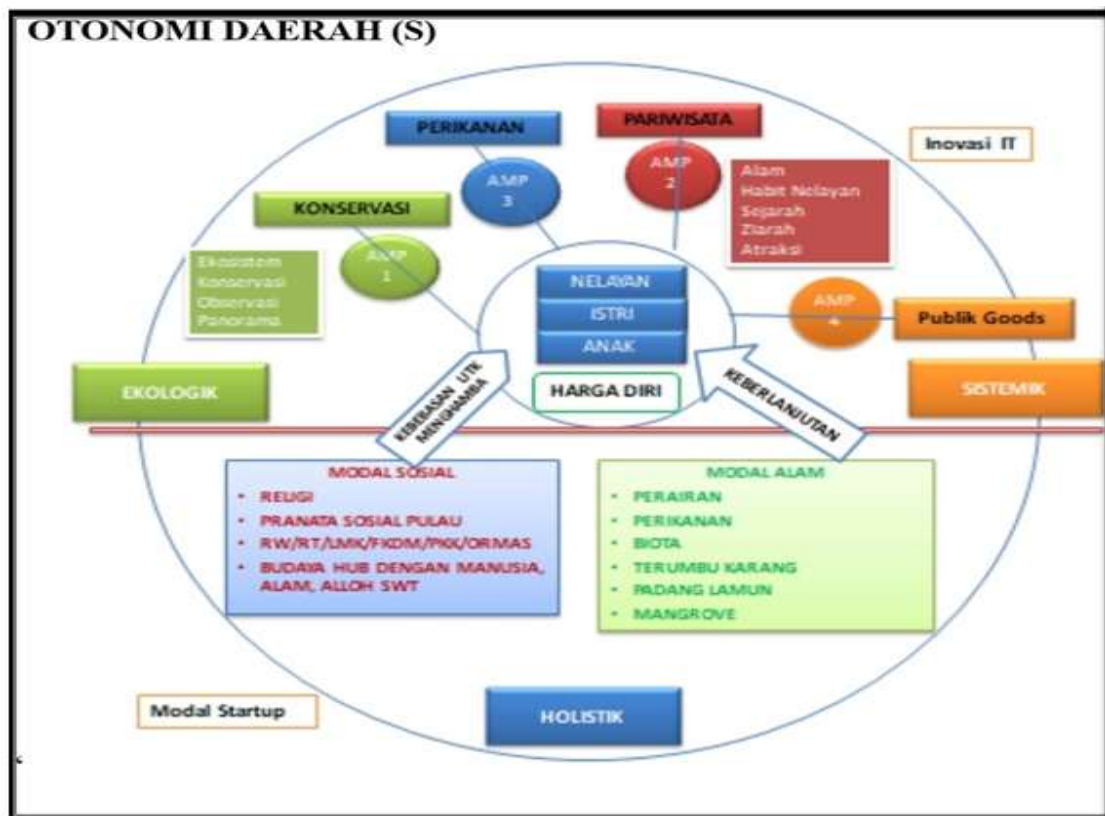 OTONOMI DAERAH (S)
PERIKANAN
PARIWISATA
Inovasi IT
AMP
3
AMP
2
Alam
Habit Nelayan
Sejarah
Ziarah
Atraksi
KONSERVASI
AMP
1
Ekosistem
Konservasi
Observasi
Panorama
NELAYAN
ISTRI
ANAK
HARGA DIRI
AMP
4
Publik Goods
EKOLOGIK
SISTEMIK
KEBEBASAN UTK
MENGHAMBA
KEBERLANJUTAN
MODAL SOSIAL
• RELIGI
• PRANATA SOSIAL PULAU
• RW/RT/LMK/FKDM/PKK/ORMAS
• BUDAYA HUB DENGAN MANUSIA,
ALAM, ALLOH SWT
MODAL ALAM
• PERAIRAN
• PERIKANAN
• BIOTA
• TERUMBU KARANG
• PADANG LAMUN
• MANGROVE
Modal Startup
HOLISTIK